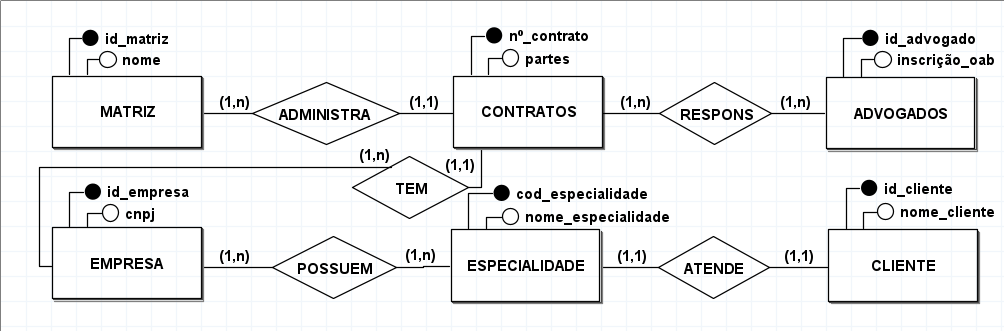 id_matriz
nome
MATRIZ
(1,n)
ADMINISTRA
(1,1)
nº_contrato
partes
CONTRATOS
(1,n)
RESPONS
(1,n)
id_advogado
inscrição_oab
ADVOGADOS
(1,n)
TEM
(1,1)
id_empresa
cnpj
EMPRESA
(1,n)
POSSUEM
(1,n)
cod_especialidade
nome_especialidade
ESPECIALIDADE
(1,1)
ATENDE
(1,1)
id_cliente
nome_cliente
CLIENTE